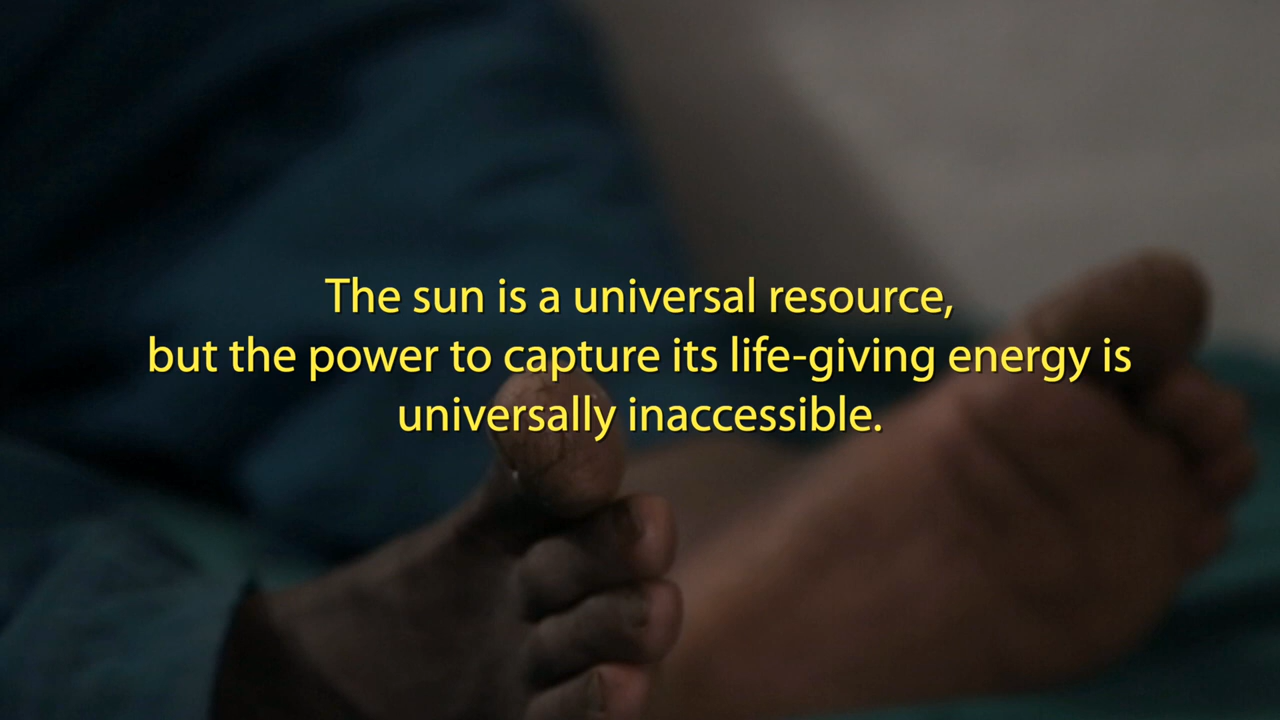 The sun is a universal resource,
but the power to capture its life-giving energy is
universally inaccessible.